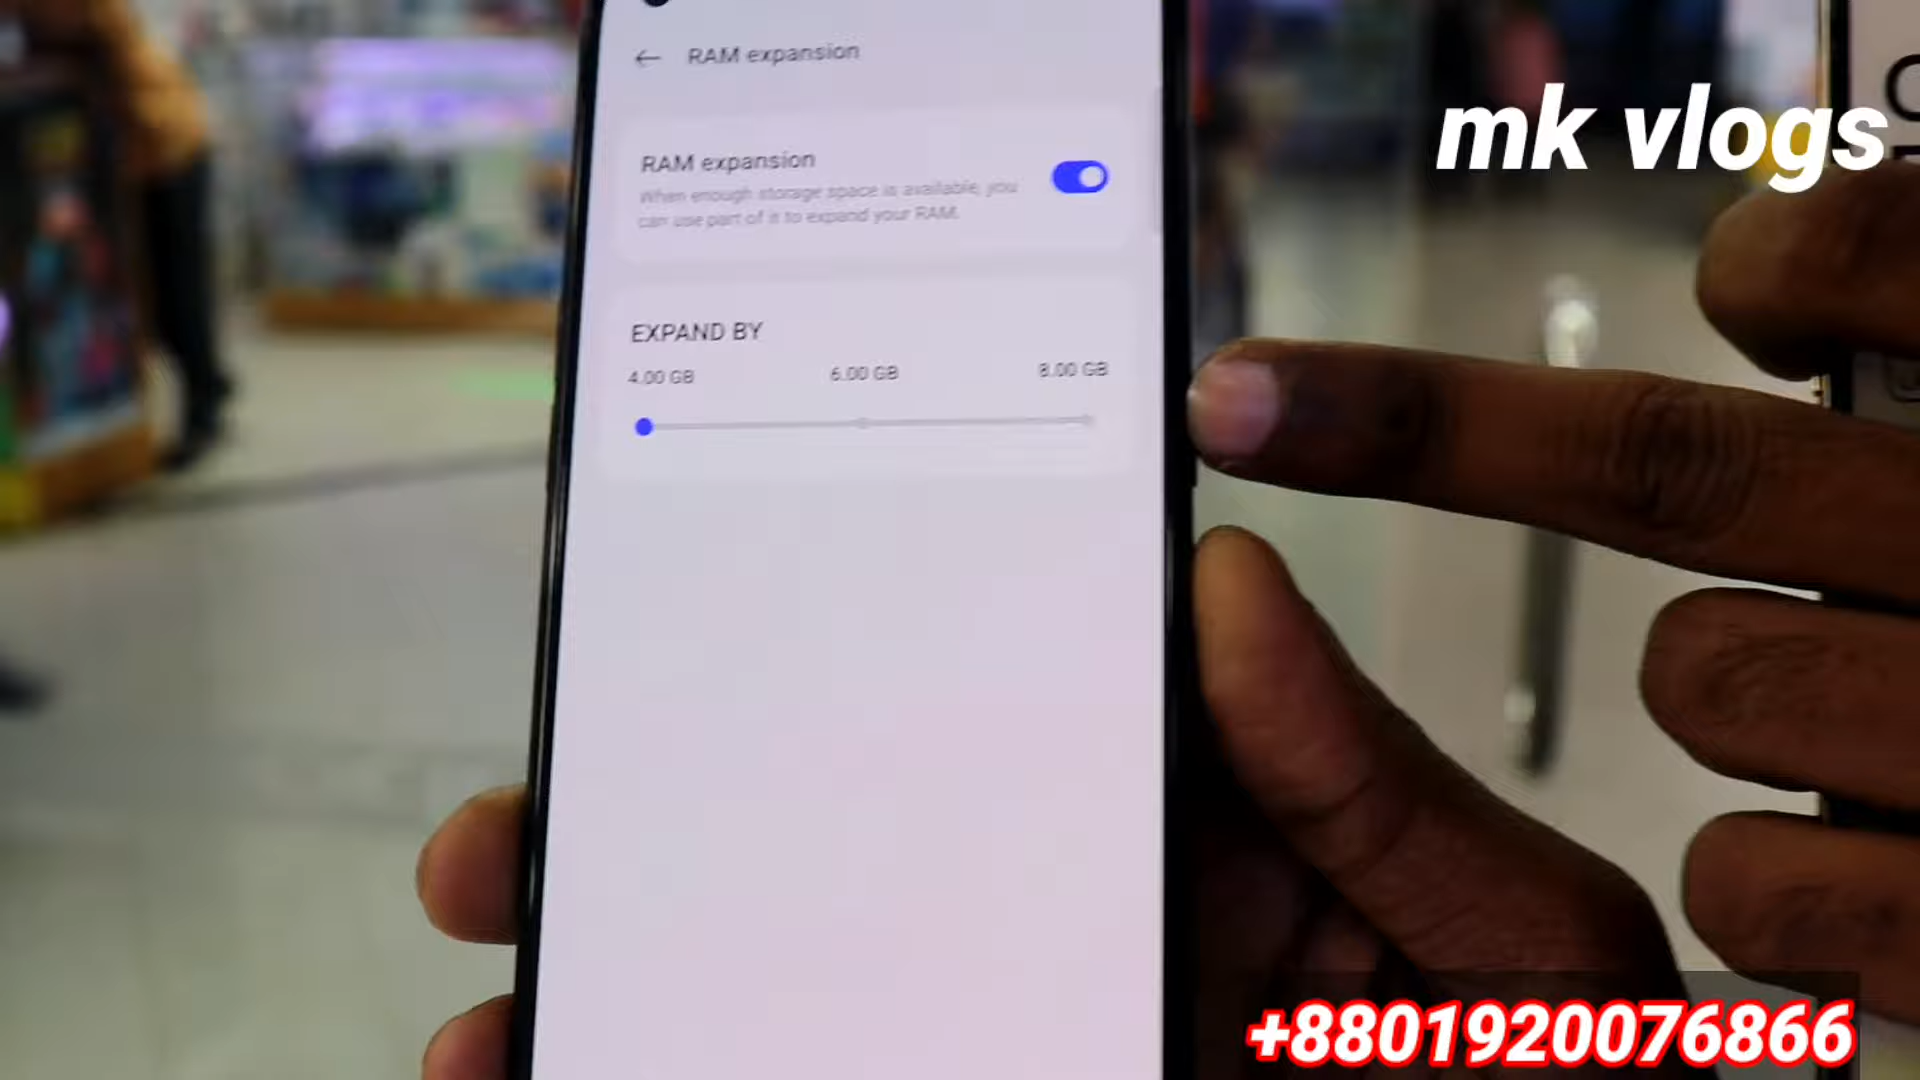 RAM expansion
mk vlogs
RAM expansion
When enough storage space is available, you
can use part of it to expand your RAM.
EXPAND BY
4.00 GB 6.00 GB 8.00 GB
+8801920076866